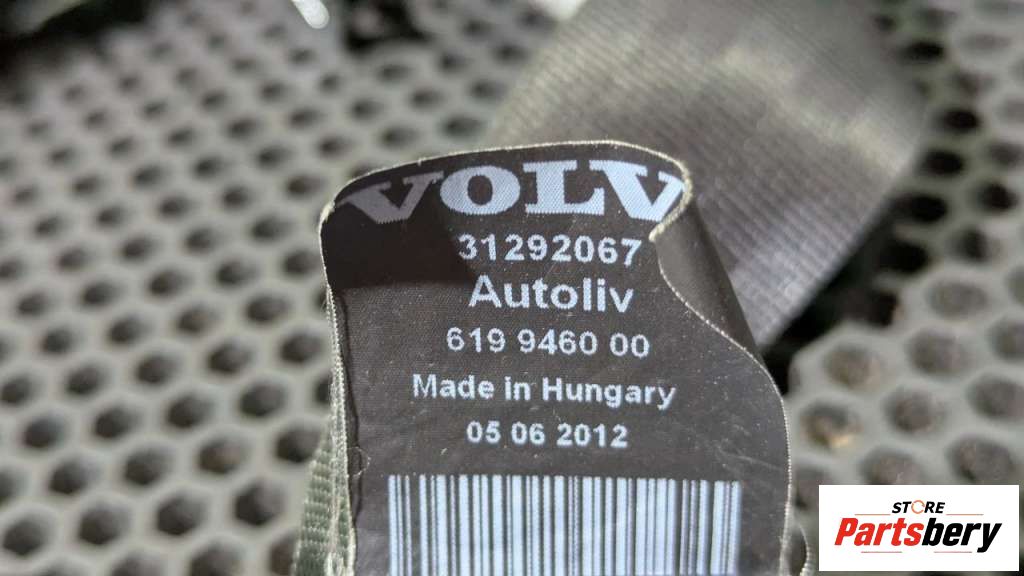 VOLV
31292067
Autoliv
619 9460 00
Made in Hungary
05 06 2012
STORE
Partsbery